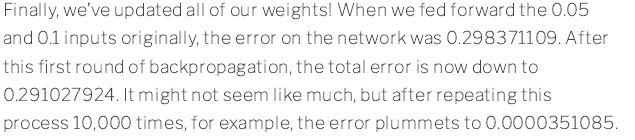 Finally, we've updated all of our weights! When we fed forward the 0.05
and 0.1 inputs originally, the error on the network was 0.298371109. After
this first round of backpropagation, the total error is now down to
0.291027924. It might not seem like much, but after repeating this
process 10,000 times, for example, the error plummets to 0.0000351085.